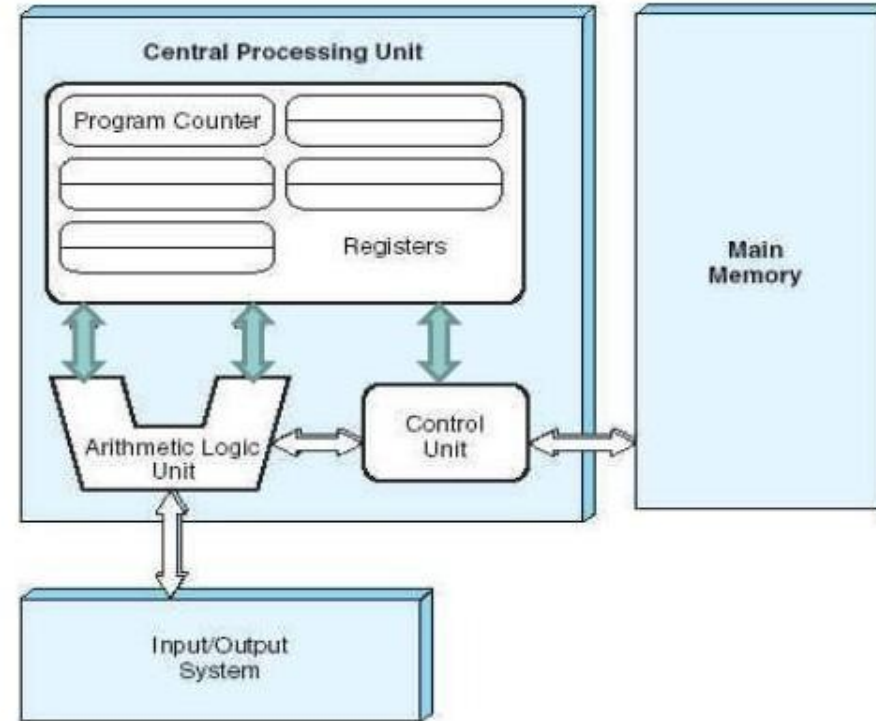 Central Processing Unit
Program Counter
Registers
Main
Memory
Arithmetic Logic
Unit
Control
Unit
Input/Output
System